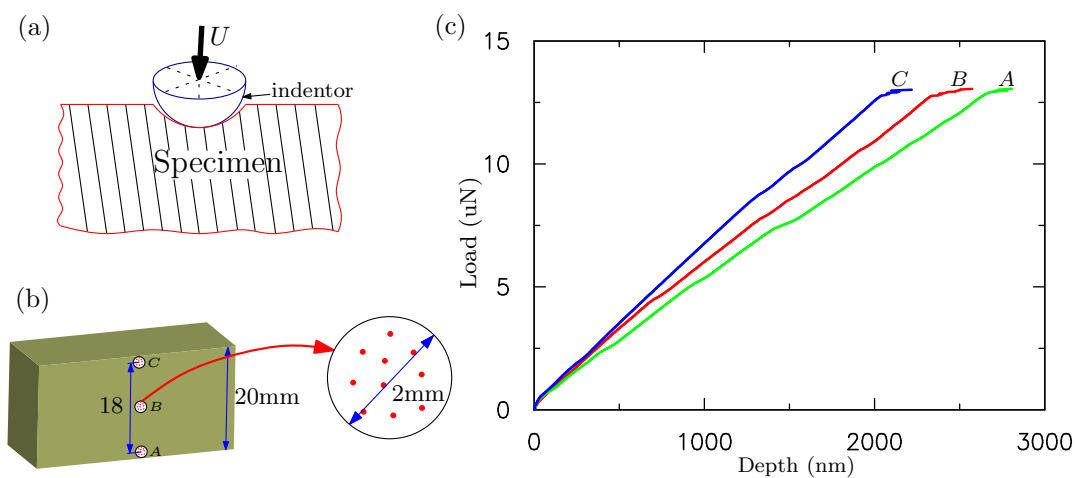 (a)
U
indentor
Specimen
(b)
C
18
B
20mm
A
2mm
(c)
15
10
5
0
Load (uN)
C
B
A
0
1000
2000
3000
Depth (nm)